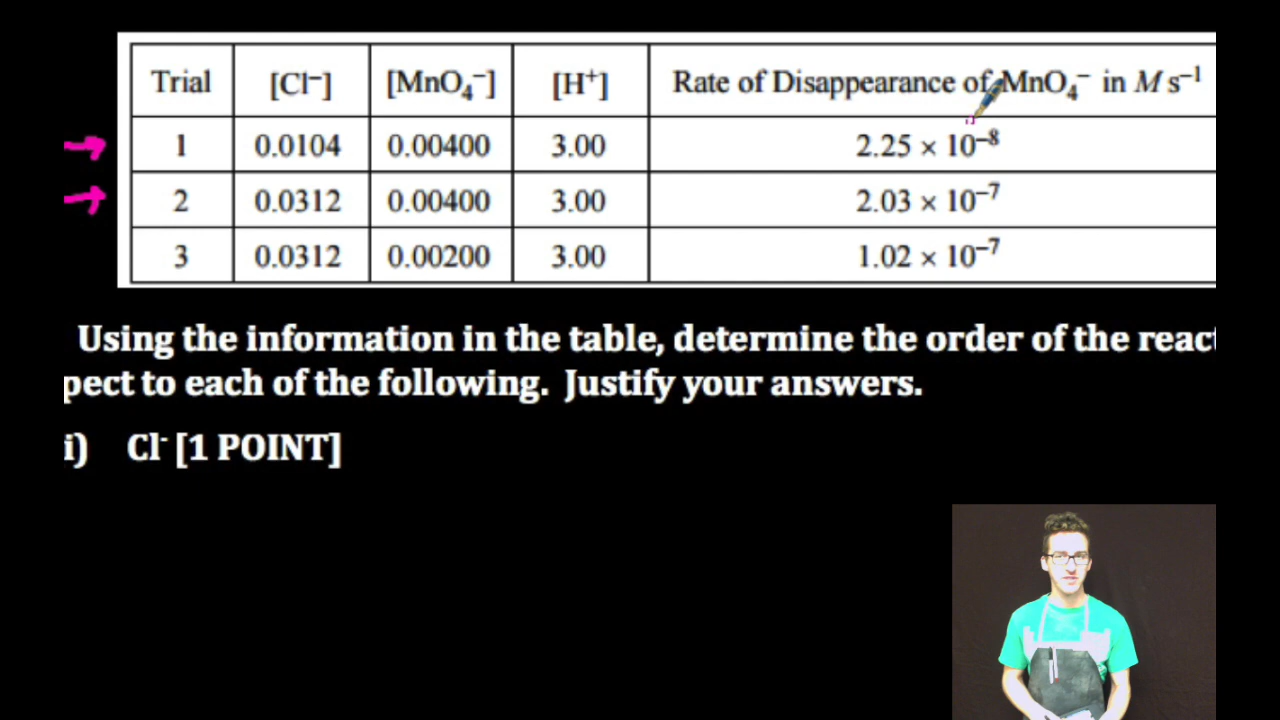 Trial [Cl⁻] [MnO₄⁻] [H⁺] Rate of Disappearance of MnO₄⁻ in M s⁻¹
1 0.0104 0.00400 3.00 2.25 × 10⁻⁸
2 0.0312 0.00400 3.00 2.03 × 10⁻⁷
3 0.0312 0.00200 3.00 1.02 × 10⁻⁷
Using the information in the table, determine the order of the react
pect to each of the following. Justify your answers.
i) Cl⁻ [1 POINT]